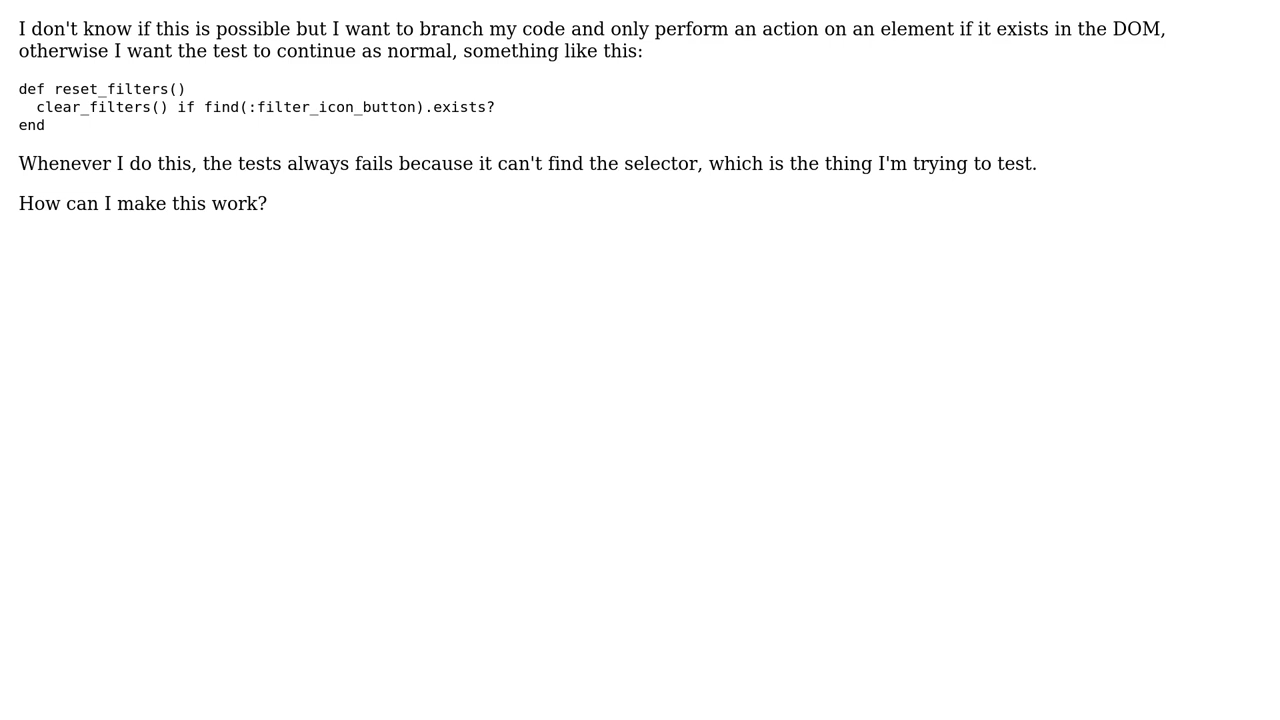 I don't know if this is possible but I want to branch my code and only perform an action on an element if it exists in the DOM,
otherwise I want the test to continue as normal, something like this:
def reset_filters()
  clear_filters() if find(:filter_icon_button).exists?
end
Whenever I do this, the tests always fails because it can't find the selector, which is the thing I'm trying to test.
How can I make this work?